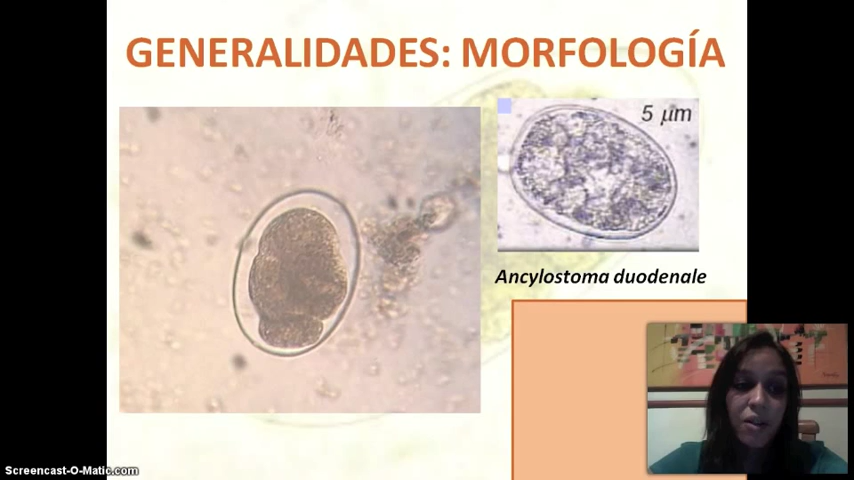 GENERALIDADES: MORFOLOGÍA
5 µm
Ancylostoma duodenale
Screencast-O-Matic.com